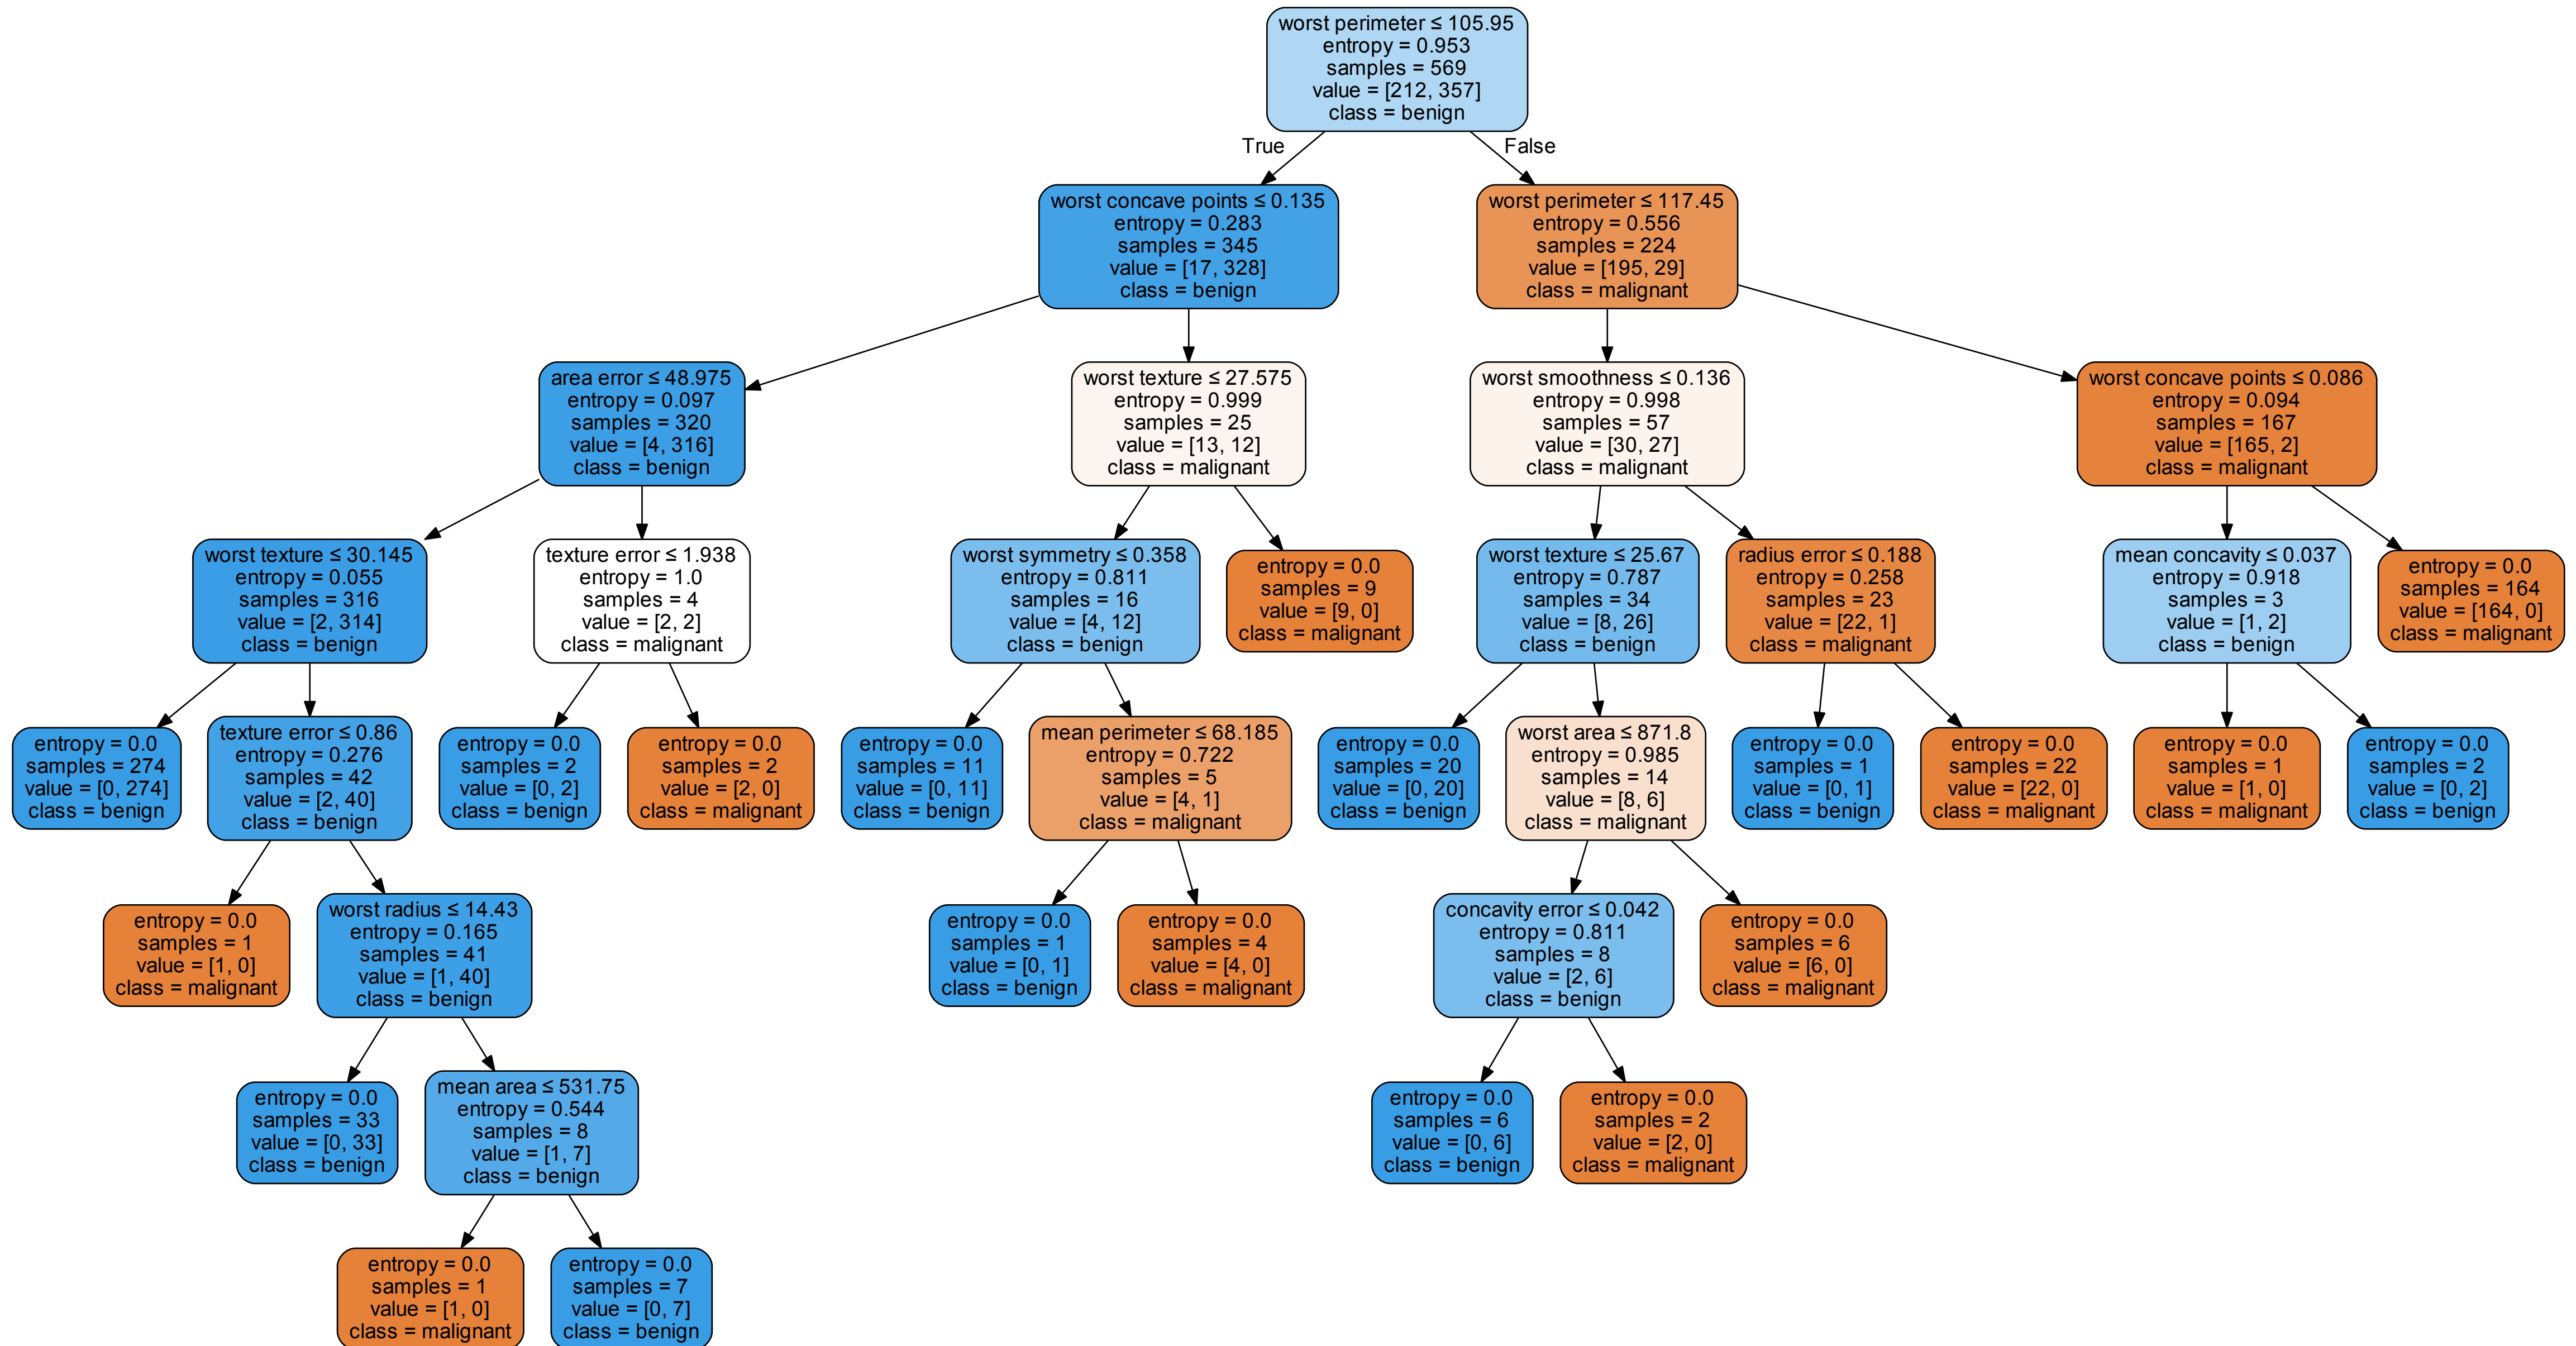 worst perimeter ≤ 105.95
entropy = 0.953
samples = 569
value = [212, 357]
class = benign
True
False
worst concave points ≤ 0.135
entropy = 0.283
samples = 345
value = [17, 328]
class = benign
worst perimeter ≤ 117.45
entropy = 0.556
samples = 224
value = [195, 29]
class = malignant
area error ≤ 48.975
entropy = 0.097
samples = 320
value = [4, 316]
class = benign
worst texture ≤ 27.575
entropy = 0.999
samples = 25
value = [13, 12]
class = malignant
worst smoothness ≤ 0.136
entropy = 0.998
samples = 57
value = [30, 27]
class = malignant
worst concave points ≤ 0.086
entropy = 0.094
samples = 167
value = [165, 2]
class = malignant
worst texture ≤ 30.145
entropy = 0.055
samples = 316
value = [2, 314]
class = benign
texture error ≤ 1.938
entropy = 1.0
samples = 4
value = [2, 2]
class = malignant
worst symmetry ≤ 0.358
entropy = 0.811
samples = 16
value = [4, 12]
class = benign
entropy = 0.0
samples = 9
value = [9, 0]
class = malignant
worst texture ≤ 25.67
entropy = 0.787
samples = 34
value = [8, 26]
class = benign
radius error ≤ 0.188
entropy = 0.258
samples = 23
value = [22, 1]
class = malignant
mean concavity ≤ 0.037
entropy = 0.918
samples = 3
value = [1, 2]
class = benign
entropy = 0.0
samples = 164
value = [164, 0]
class = malignant
entropy = 0.0
samples = 274
value = [0, 274]
class = benign
texture error ≤ 0.86
entropy = 0.276
samples = 42
value = [2, 40]
class = benign
entropy = 0.0
samples = 2
value = [0, 2]
class = benign
entropy = 0.0
samples = 2
value = [2, 0]
class = malignant
entropy = 0.0
samples = 11
value = [0, 11]
class = benign
mean perimeter ≤ 68.185
entropy = 0.722
samples = 5
value = [4, 1]
class = malignant
entropy = 0.0
samples = 20
value = [0, 20]
class = benign
worst area ≤ 871.8
entropy = 0.985
samples = 14
value = [8, 6]
class = malignant
entropy = 0.0
samples = 1
value = [0, 1]
class = benign
entropy = 0.0
samples = 22
value = [22, 0]
class = malignant
entropy = 0.0
samples = 1
value = [1, 0]
class = malignant
entropy = 0.0
samples = 2
value = [0, 2]
class = benign
entropy = 0.0
samples = 1
value = [1, 0]
class = malignant
worst radius ≤ 14.43
entropy = 0.165
samples = 41
value = [1, 40]
class = benign
entropy = 0.0
samples = 1
value = [0, 1]
class = benign
entropy = 0.0
samples = 4
value = [4, 0]
class = malignant
concavity error ≤ 0.042
entropy = 0.811
samples = 8
value = [2, 6]
class = benign
entropy = 0.0
samples = 6
value = [6, 0]
class = malignant
entropy = 0.0
samples = 33
value = [0, 33]
class = benign
mean area ≤ 531.75
entropy = 0.544
samples = 8
value = [1, 7]
class = benign
entropy = 0.0
samples = 6
value = [0, 6]
class = benign
entropy = 0.0
samples = 2
value = [2, 0]
class = malignant
entropy = 0.0
samples = 1
value = [1, 0]
class = malignant
entropy = 0.0
samples = 7
value = [0, 7]
class = benign